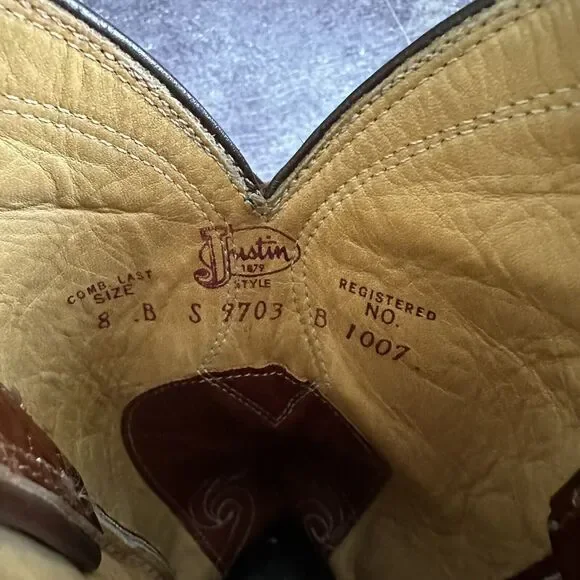 Justin
1879
COMB. LAST
SIZE
STYLE
REGISTERED
NO.
8 B S 9703 B 1007